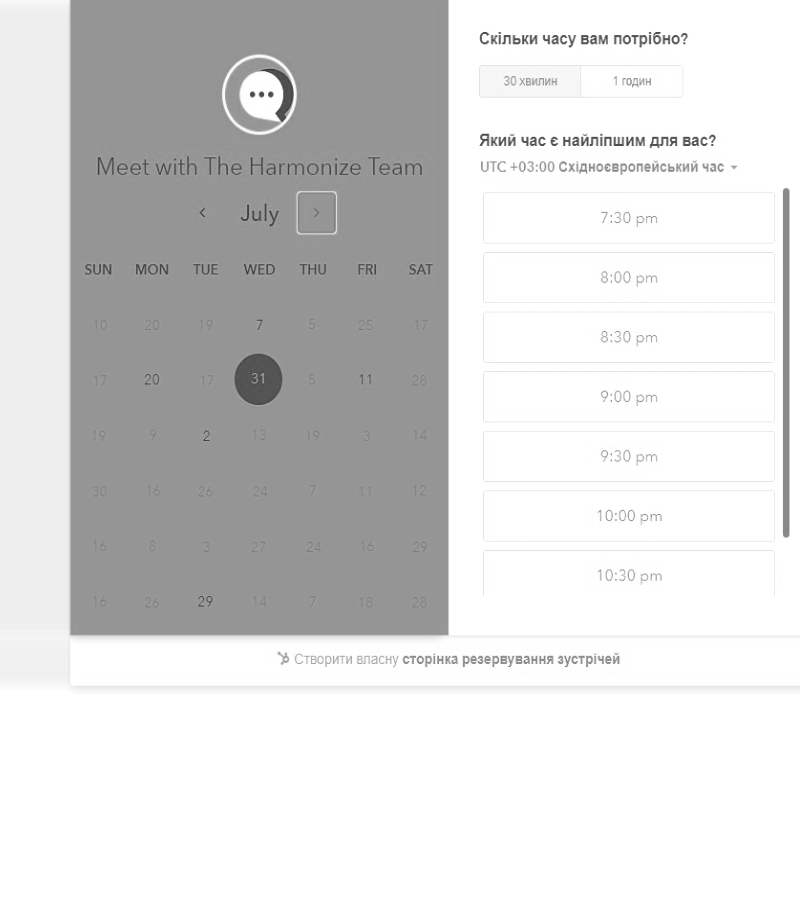 Meet with The Harmonize Team
July
SUN MON TUE WED THU FRI SAT
10 20 19 7 5 25 17
17 20 17 31 5 11 28
19 9 2 13 19 3 14
30 16 26 24 7 11 12
16 8 3 27 24 16 29
16 26 29 14 7 18 28
Скільки часу вам потрібно?
30 хвилин 1 годин
Який час є найліпшим для вас?
UTC +03:00 Східноєвропейський час
7:30 pm
8:00 pm
8:30 pm
9:00 pm
9:30 pm
10:00 pm
10:30 pm
Створити власну сторінка резервування зустрічей